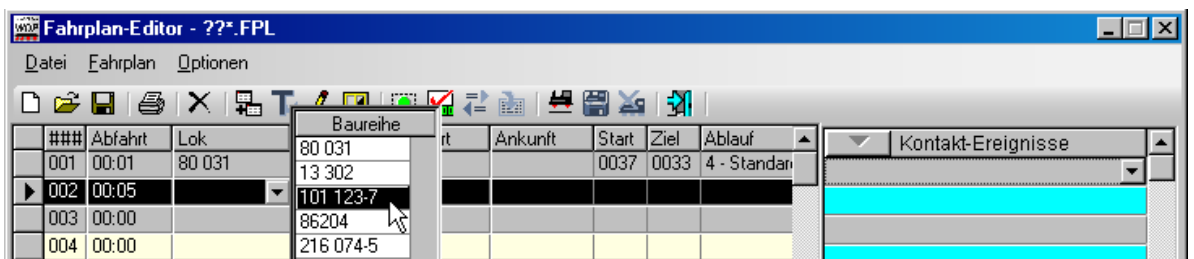 Fahrplan-Editor - ??*.FPL
Datei Fahrplan Optionen
Baureihe
### Abfahrt Lok rt Ankunft Start Ziel Ablauf Kontakt-Ereignisse
80 031
001 00:01 80 031 0037 0033 4 - Standar
13 302
002 00:05 101 123-7
003 00:00 86204
004 00:00 216 074-5